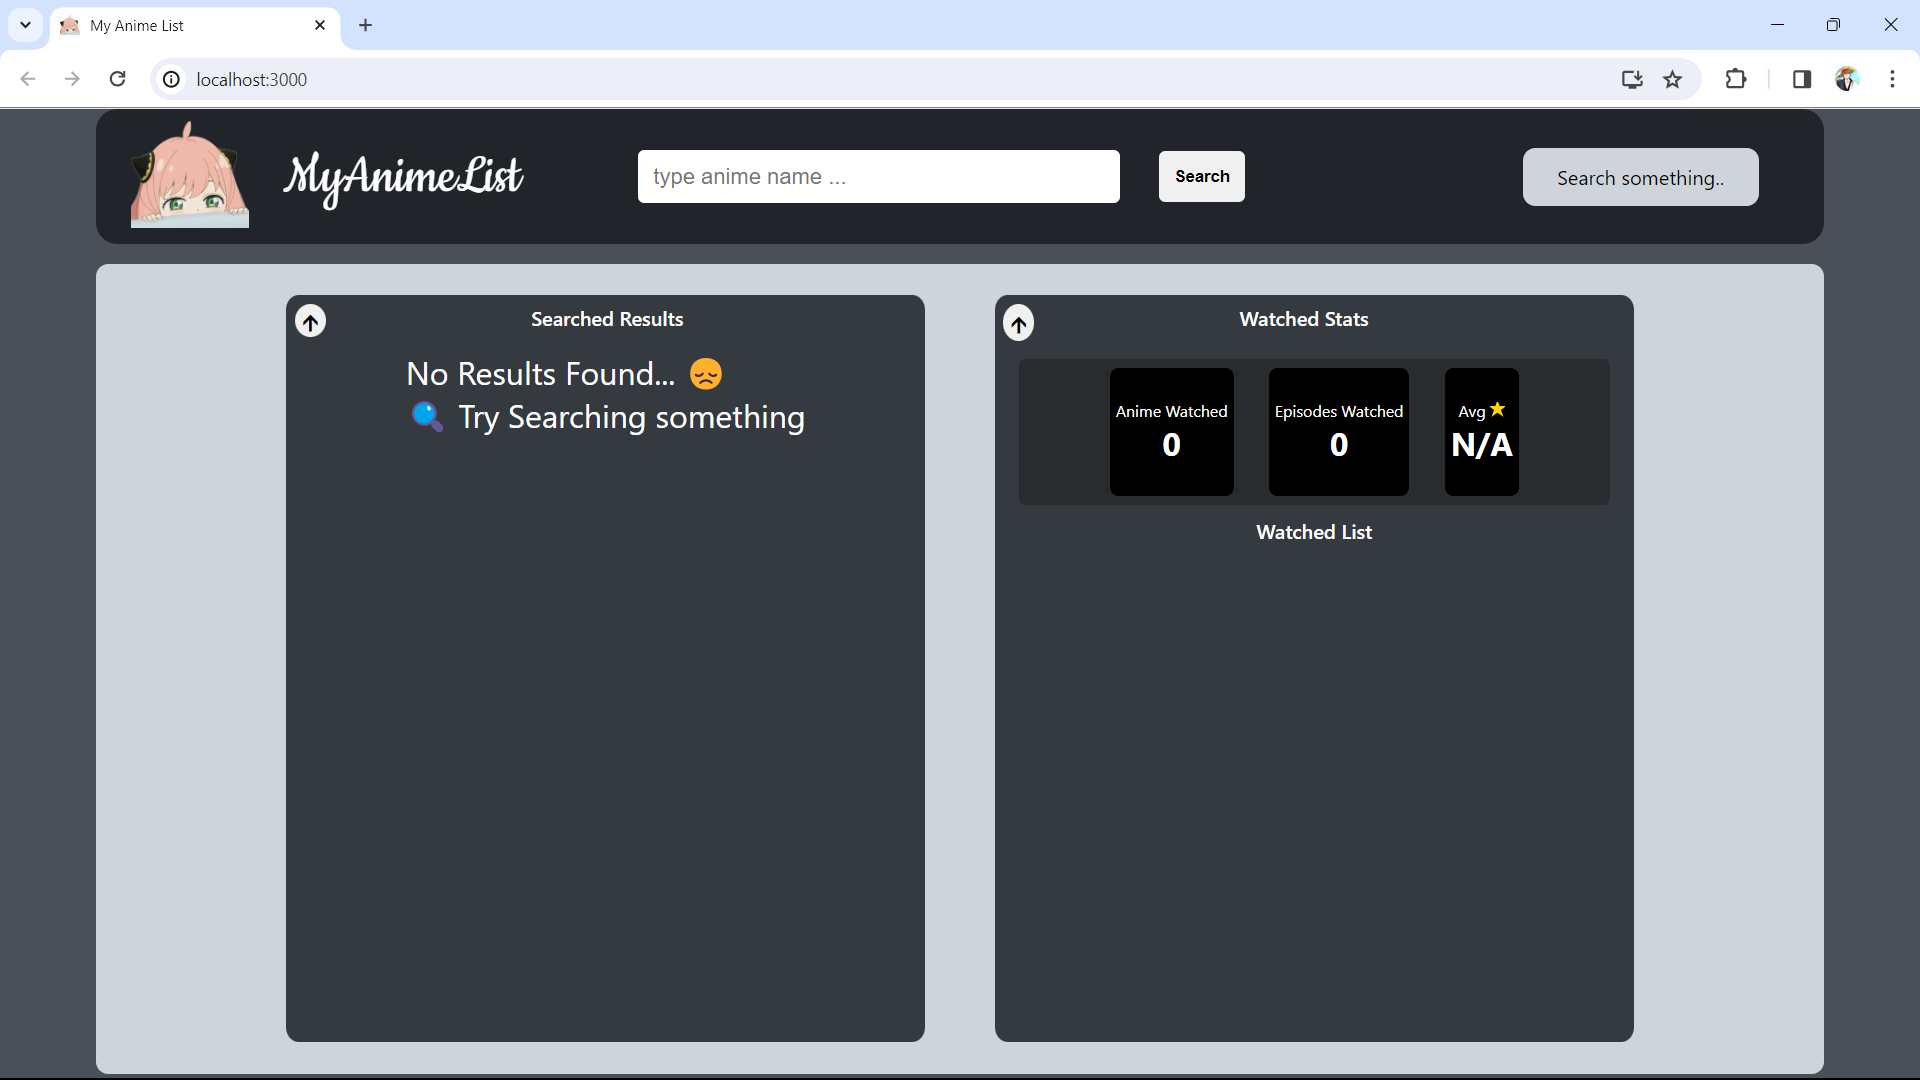 My Anime List
localhost:3000
MyAnimeList
type anime name ...
Search
Search something..
Searched Results
No Results Found... 😞
🔍 Try Searching something
Watched Stats
Anime Watched
0
Episodes Watched
0
Avg ⭐
N/A
Watched List